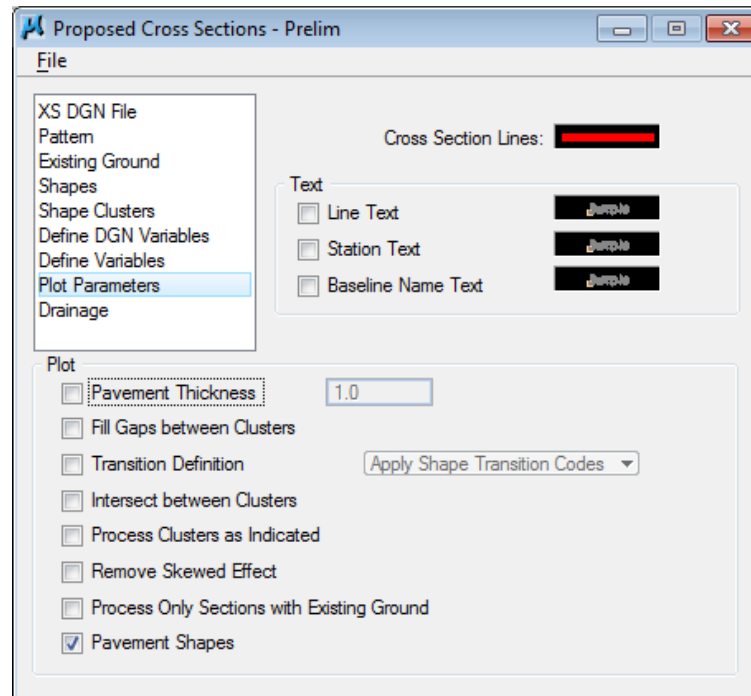 Proposed Cross Sections - Prelim
File
XS DGN File
Pattern
Existing Ground
Shapes
Shape Clusters
Define DGN Variables
Define Variables
Plot Parameters
Drainage
Cross Section Lines:
Text
Line Text
Station Text
Baseline Name Text
Plot
Pavement Thickness
1.0
Fill Gaps between Clusters
Transition Definition
Apply Shape Transition Codes
Intersect between Clusters
Process Clusters as Indicated
Remove Skewed Effect
Process Only Sections with Existing Ground
Pavement Shapes